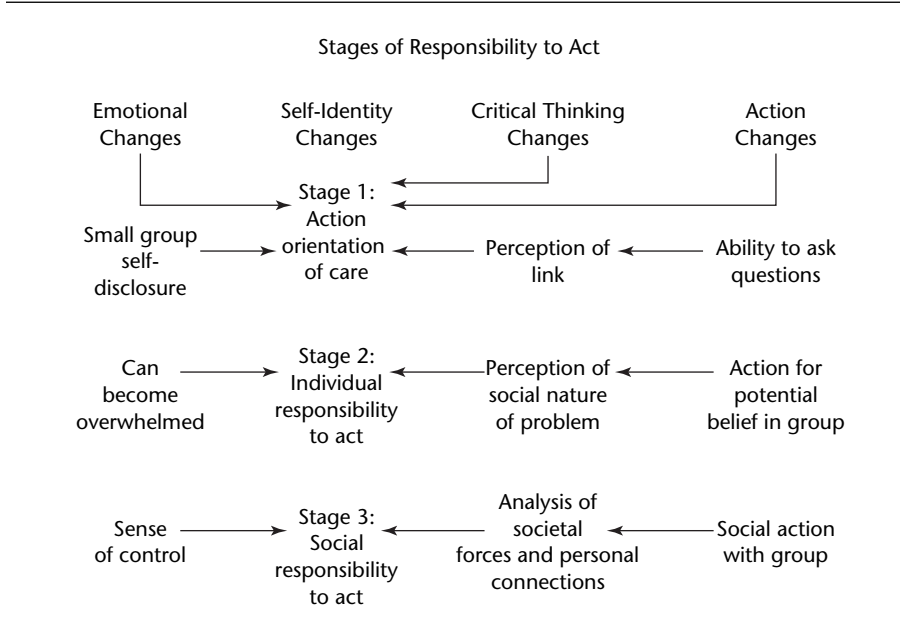 Stages of Responsibility to Act
Emotional
Changes
Self-Identity
Changes
Critical Thinking
Changes
Action
Changes
Stage 1:
Action
orientation
of care
Small group
self-
disclosure
Perception of
link
Ability to ask
questions
Can
become
overwhelmed
Stage 2:
Individual
responsibility
to act
Perception of
social nature
of problem
Action for
potential
belief in group
Sense
of control
Stage 3:
Social
responsibility
to act
Analysis of
societal
forces and personal
connections
Social action
with group